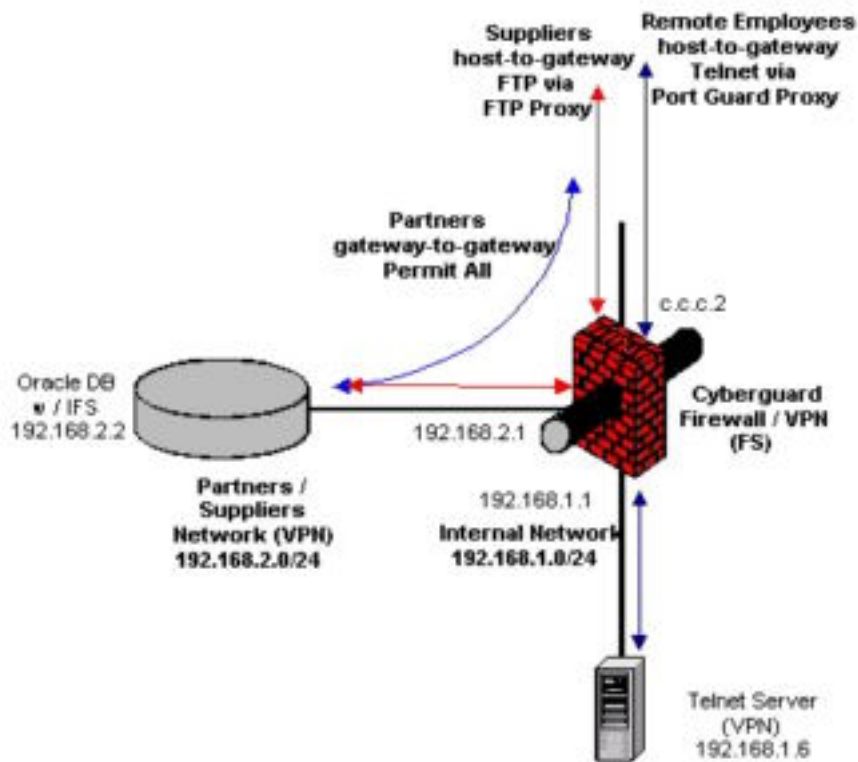 Suppliers
host-to-gateway
FTP via
FTP Proxy
Remote Employees
host-to-gateway
Telnet via
Port Guard Proxy
Partners
gateway-to-gateway
Permit All
c.c.c.2
Oracle DB
w / IFS
192.168.2.2
192.168.2.1
Cyberguard
Firewall / VPN
(FS)
Partners /
Suppliers
Network (VPN)
192.168.2.0/24
192.168.1.1
Internal Network
192.168.1.0/24
Telnet Server
(VPN)
192.168.1.6